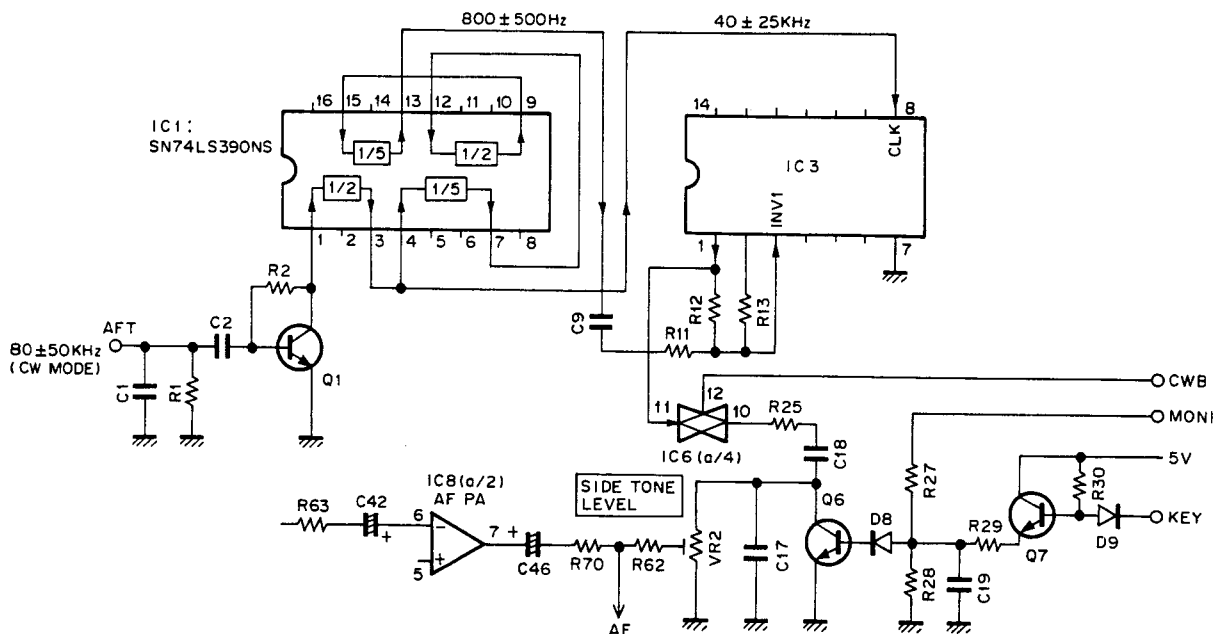 800±500Hz
40±25KHz
16 15 14 13 12 11 10 9
IC1:
SN74LS390NS
1/5
1/2
1/2
1/5
1 2 3 4 5 6 7 8
14
8
CLK
IC3
INV1
1
7
R2
C2
AFT
80±50KHz
(CW MODE)
C1
R1
Q1
C9
R11
R12
R13
CWB
11
12
10
R25
IC6(a/4)
C18
MONI
5V
R27
R30
KEY
D9
Q7
R29
R63
C42
+
6
−
IC8(a/2)
AF PA
7
+
5
+
C46
R70
R62
SIDE TONE
LEVEL
VR2
C17
Q6
D8
R28
C19